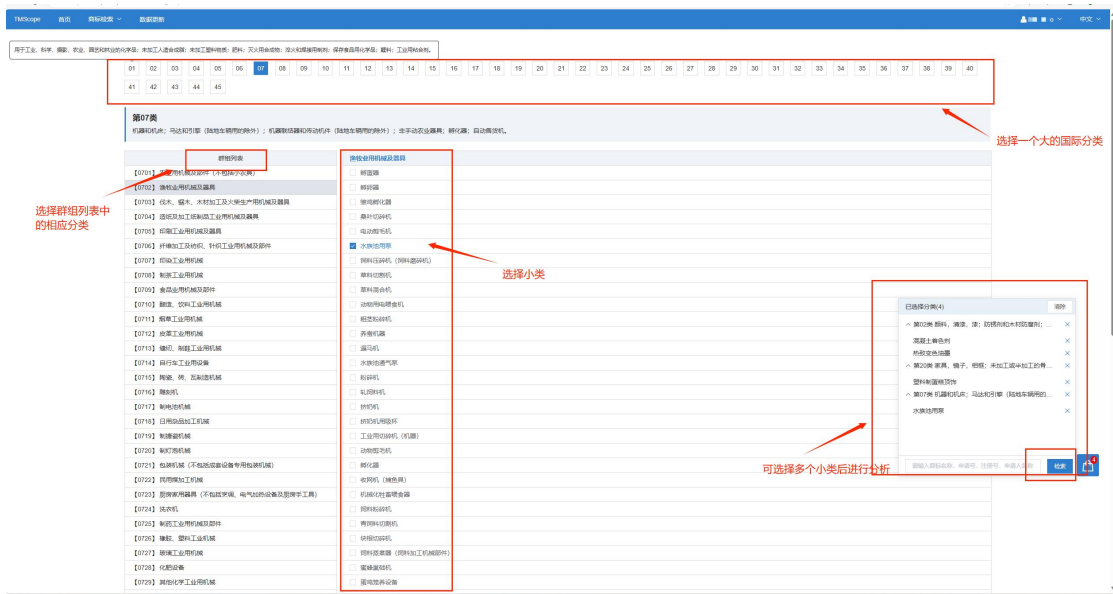 TMScope 首页 商标检索 数据更新 中文
用于工业、科学、摄影、农业、园艺和林业的化学品；未加工人造合成树脂；未加工塑料物质；肥料；灭火用合成物；淬火和焊接用制剂；保存食品用化学品；鞣料；工业用粘合剂。
01 02 03 04 05 06 07 08 09 10 11 12 13 14 15 16 17 18 19 20 21 22 23 24 25 26 27 28 29 30 31 32 33 34 35 36 37 38 39 40
41 42 43 44 45
选择一个大的国际分类
第07类
机器和机床；马达和引擎（陆地车辆用的除外）；机器联结器和传动机件（陆地车辆用的除外）；非手动农业器具；孵化器；自动售货机。
群组列表
【0701】农业用机械及部件（不包括小农具）
【0702】渔牧业用机械及器具
【0703】伐木、锯木、木材加工及火柴生产用机械及器具
【0704】造纸及加工纸制品工业用机械及器具
【0705】印刷工业用机械及器具
【0706】纤维加工及纺织、针织工业用机械及部件
【0707】印染工业用机械
【0708】制茶工业用机械
【0709】食品业用机械及部件
【0710】酿造、饮料工业用机械
【0711】烟草工业用机械
【0712】皮革工业用机械
【0713】缝纫、制鞋工业用机械
【0714】自行车工业用设备
【0715】陶瓷、砖、瓦制造机械
【0716】雕刻机
【0717】制电池机械
【0718】日用杂品加工机械
【0719】制搪瓷机械
【0720】制灯泡机械
【0721】包装机械（不包括成套设备专用包装机械）
【0722】民用煤加工机械
【0723】厨房家用器具（不包括烹调、电气加热设备及厨房手工具）
【0724】洗衣机
【0725】制药工业用机械及部件
【0726】橡胶、塑料工业机械
【0727】玻璃工业用机械
【0728】化肥设备
【0729】其他化学工业用机械
选择群组列表中
的相应分类
渔牧业用机械及器具
孵蛋器
孵卵器
雏鸡孵化器
桑叶切碎机
电动剪毛机
水族池用泵
饲料压碎机（饲料磨碎机）
草料切割机
草料混合机
动物用电喂食机
粗茎粉碎机
养蚕机器
遛马机
水族池通气泵
粉碎机
轧饲料机
挤奶机
挤奶机用吸杯
工业用切碎机（机器）
动物剪毛机
孵化器
收网机（捕鱼具）
机械化牲畜喂食器
饲料粉碎机
青饲料切割机
块根切碎机
饲料蒸煮器（饲料加工机械部件）
蜜蜂巢础机
蛋鸡笼养设备
选择小类
可选择多个小类后进行分析
已选择分类(4) 清除
第02类 颜料，清漆，漆；防锈剂和木材防腐剂；... ×
混凝土着色剂 ×
热敏变色油墨 ×
第20类 家具，镜子，相框；未加工或半加工的骨... ×
塑料制蛋糕顶饰 ×
第07类 机器和机床；马达和引擎（陆地车辆用的... ×
水族池用泵 ×
请输入商标名称、申请号、注册号、申请人名称 检索 4